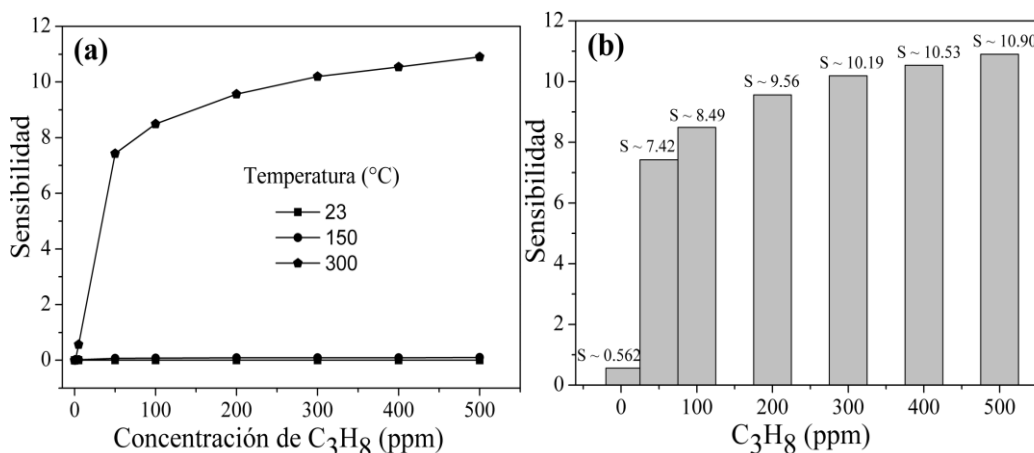 (a)
12
10
8
6
4
2
0
Sensibilidad
Temperatura (°C)
23
150
300
0 100 200 300 400 500
Concentración de C₃H₈ (ppm)
(b)
12
10
8
6
4
2
0
Sensibilidad
S ~ 0.562
S ~ 7.42
S ~ 8.49
S ~ 9.56
S ~ 10.19
S ~ 10.53
S ~ 10.90
0 100 200 300 400 500
C₃H₈ (ppm)